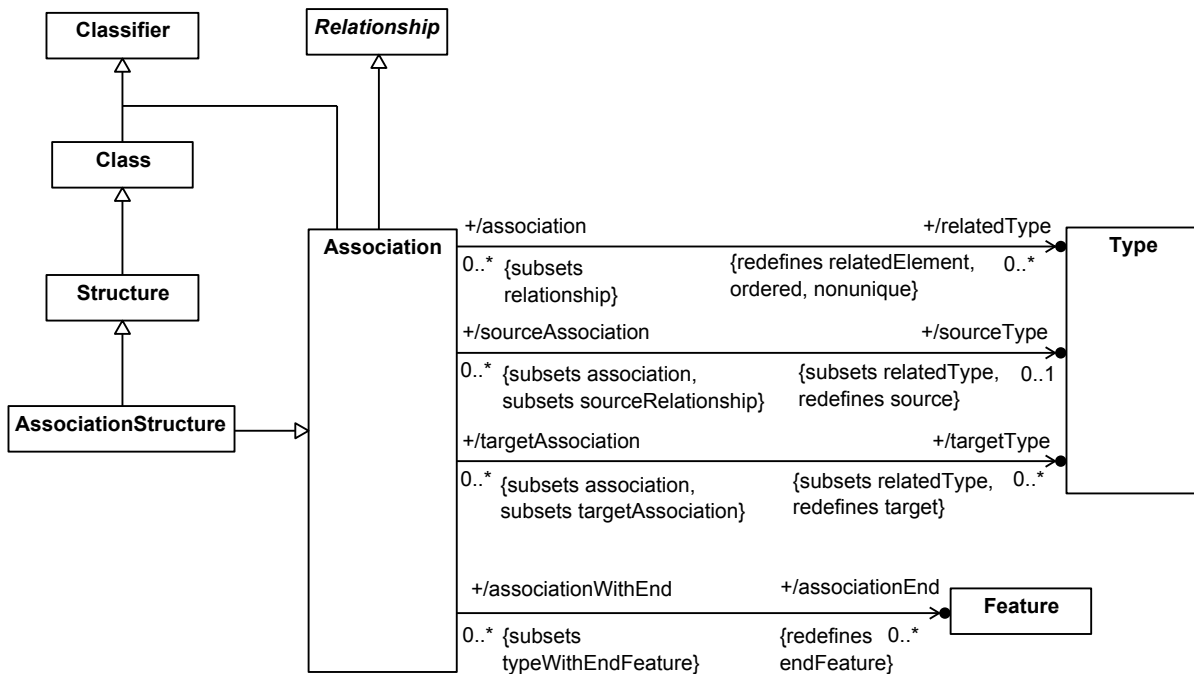 Classifier
Relationship
Class
Structure
AssociationStructure
Association
Type
+/association
+/relatedType
0..*
{subsets
relationship}
{redefines relatedElement,
ordered, nonunique}
0..*
+/sourceAssociation
+/sourceType
0..*
{subsets association,
subsets sourceRelationship}
{subsets relatedType,
redefines source}
0..1
+/targetAssociation
+/targetType
0..*
{subsets association,
subsets targetAssociation}
{subsets relatedType,
redefines target}
0..*
+/associationWithEnd
+/associationEnd
0..*
{subsets
typeWithEndFeature}
{redefines
endFeature}
0..*
Feature